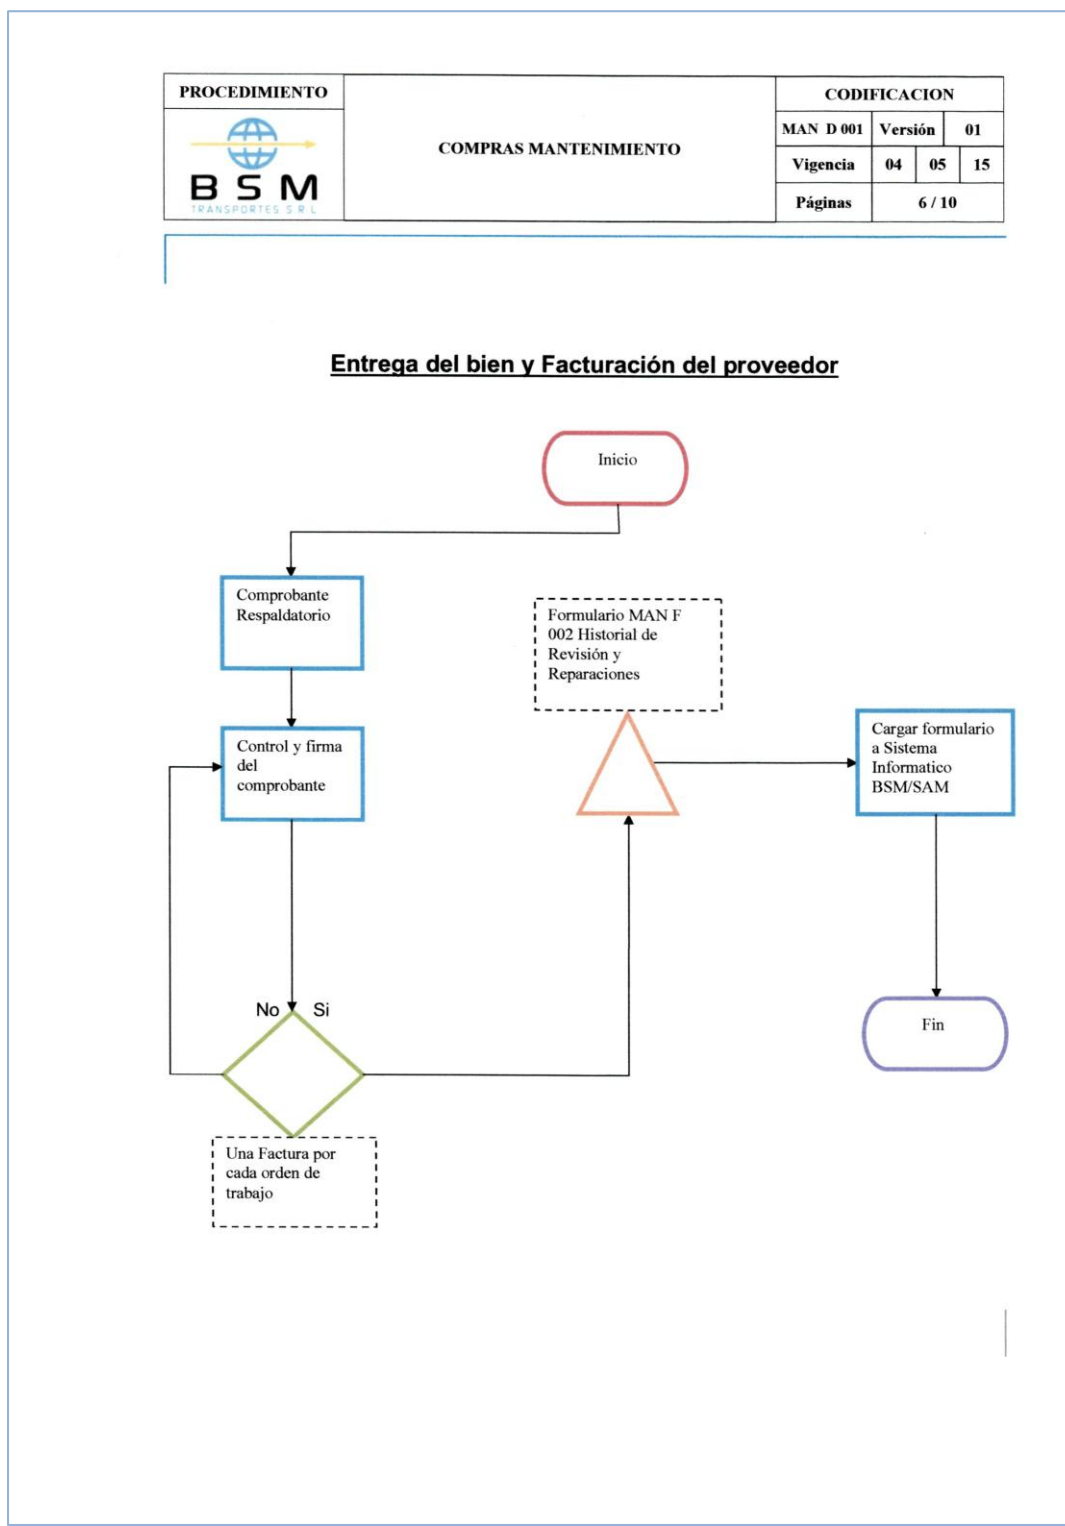 PROCEDIMIENTO
BSM
TRANSPORTES S R L
COMPRAS MANTENIMIENTO
CODIFICACION
MAN D 001 Versión 01
Vigencia 04 05 15
Páginas 6 / 10
Entrega del bien y Facturación del proveedor
Inicio
Comprobante
Respaldatorio
Formulario MAN F
002 Historial de
Revisión y
Reparaciones
Control y firma
del
comprobante
Cargar formulario
a Sistema
Informatico
BSM/SAM
No Si
Fin
Una Factura por
cada orden de
trabajo